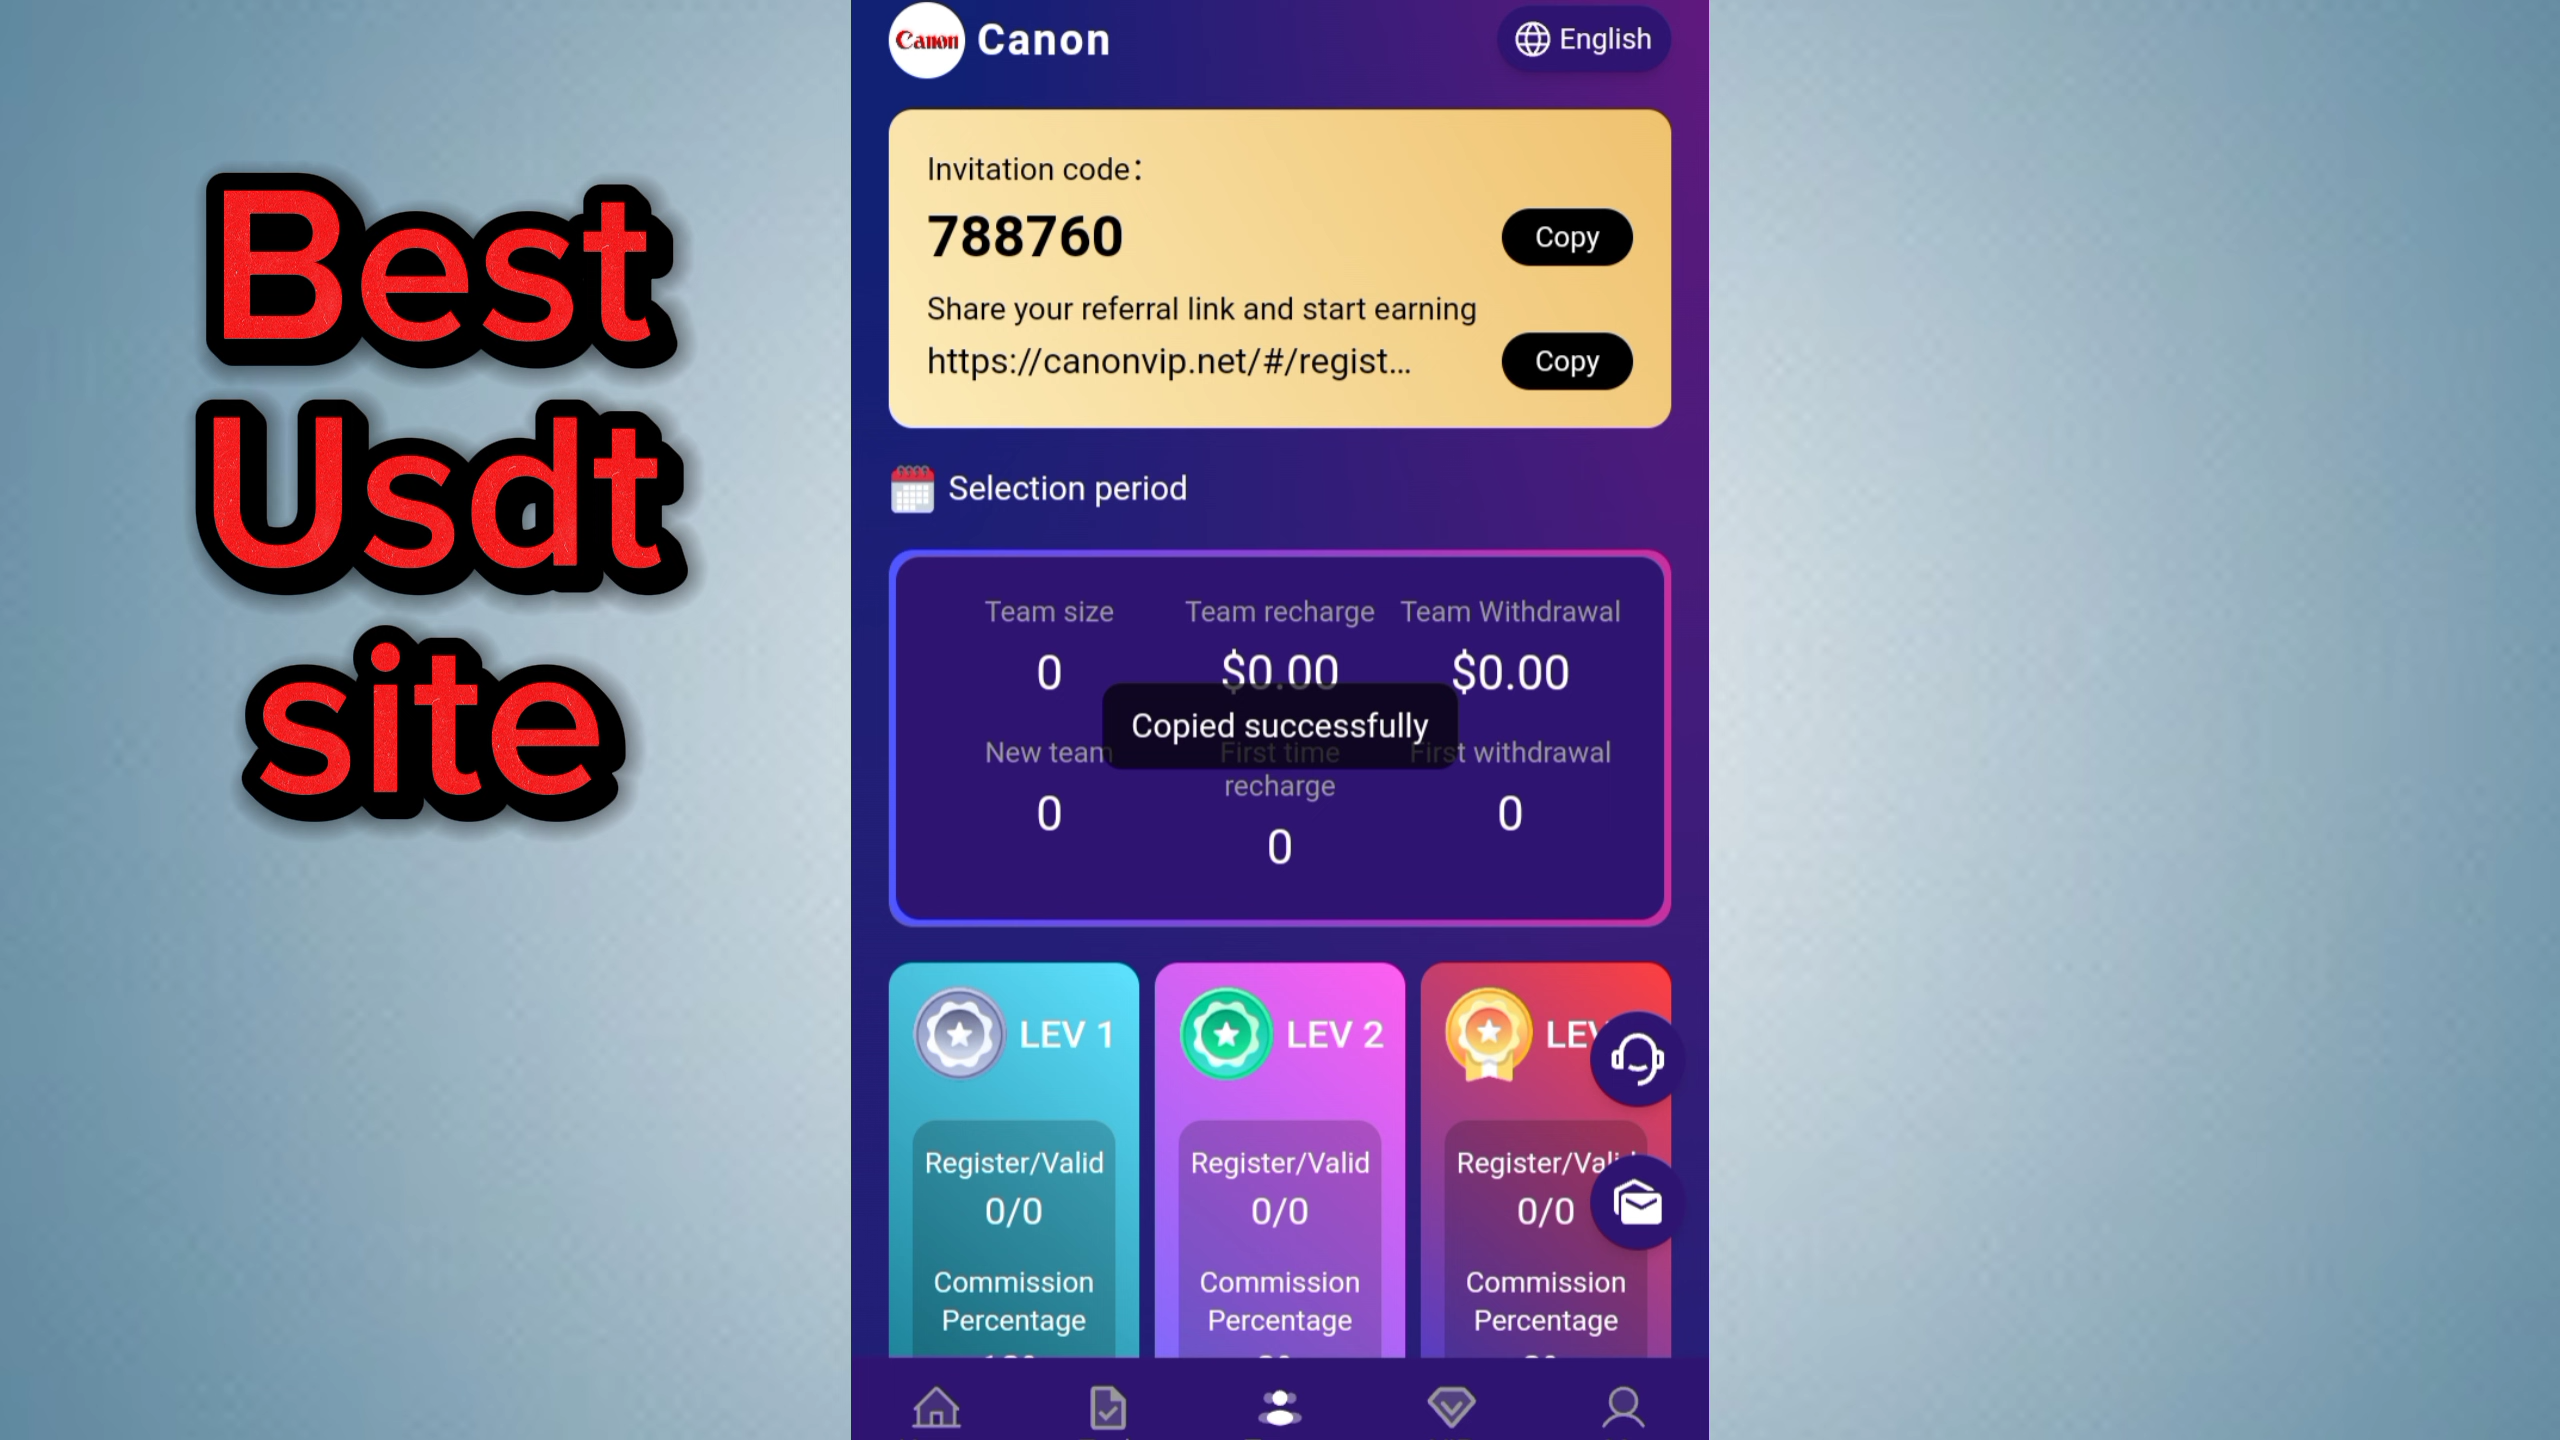 Best
Usdt
site
Canon Canon
English
Invitation code：
788760
Copy
Share your referral link and start earning
https://canonvip.net/#/regist...
Copy
Selection period
Team size
Team recharge
Team Withdrawal
0
$0.00
$0.00
Copied successfully
New team
First time
recharge
First withdrawal
0
0
0
LEV 1
LEV 2
LEV
Register/Valid
Register/Valid
Register/Valid
0/0
0/0
0/0
Commission
Percentage
Commission
Percentage
Commission
Percentage